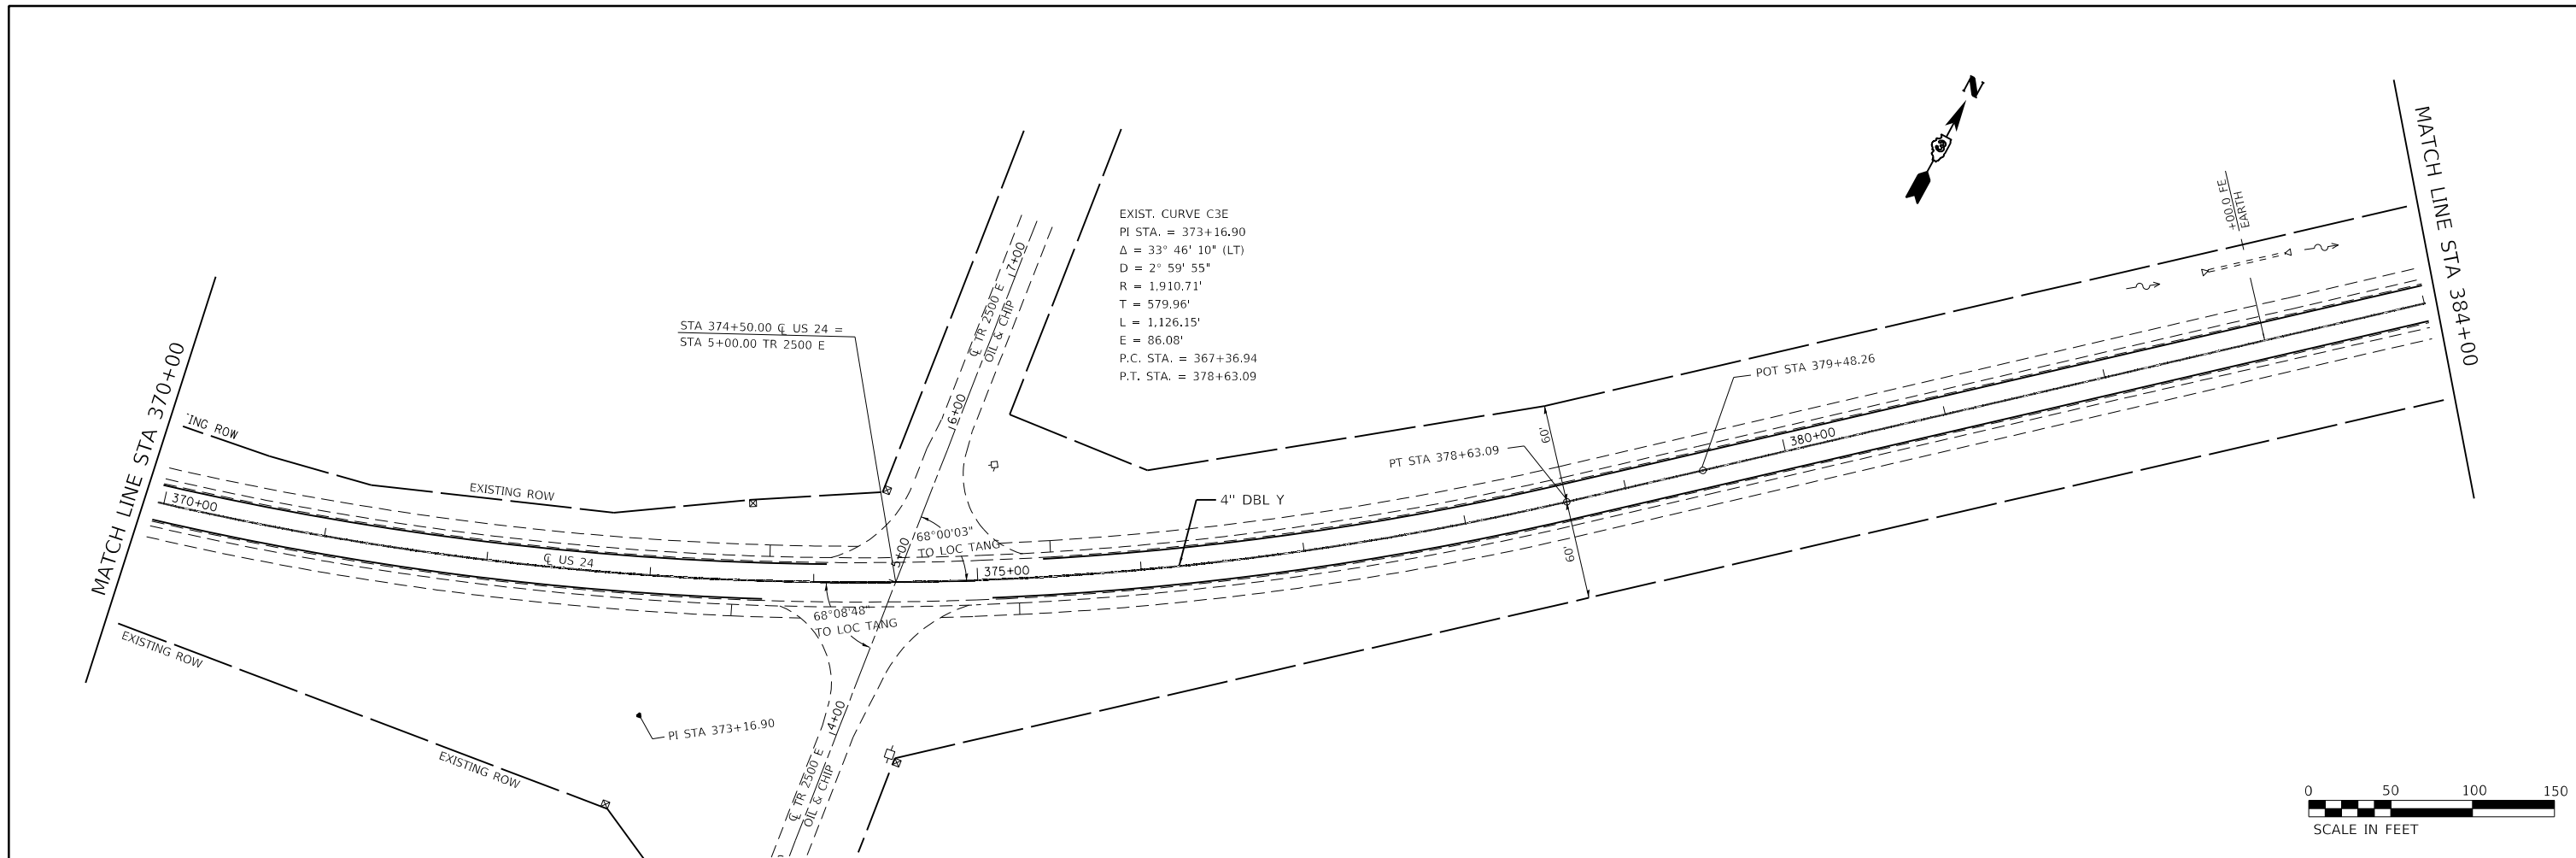 MATCH LINE STA 370+00
'ING ROW
EXISTING ROW
370+00
EXISTING ROW
EXISTING ROW
℄ US 24
STA 374+50.00 ℄ US 24 =
STA 5+00.00 TR 2500 E
PI STA 373+16.90
℄ TR 2500 E
OIL & CHIP
7+00
6+00
5+00
68°00'03"
TO LOC TANG
68°08'48"
TO LOC TANG
4+00
℄ TR 2500 E
OIL & CHIP
375+00
EXIST. CURVE C3E
PI STA. = 373+16.90
Δ = 33° 46' 10" (LT)
D = 2° 59' 55"
R = 1,910.71'
T = 579.96'
L = 1,126.15'
E = 86.08'
P.C. STA. = 367+36.94
P.T. STA. = 378+63.09
4" DBL Y
PT STA 378+63.09
60'
60'
POT STA 379+48.26
380+00
N
3
+00.0 FE
EARTH
MATCH LINE STA 384+00
0 50 100 150
SCALE IN FEET